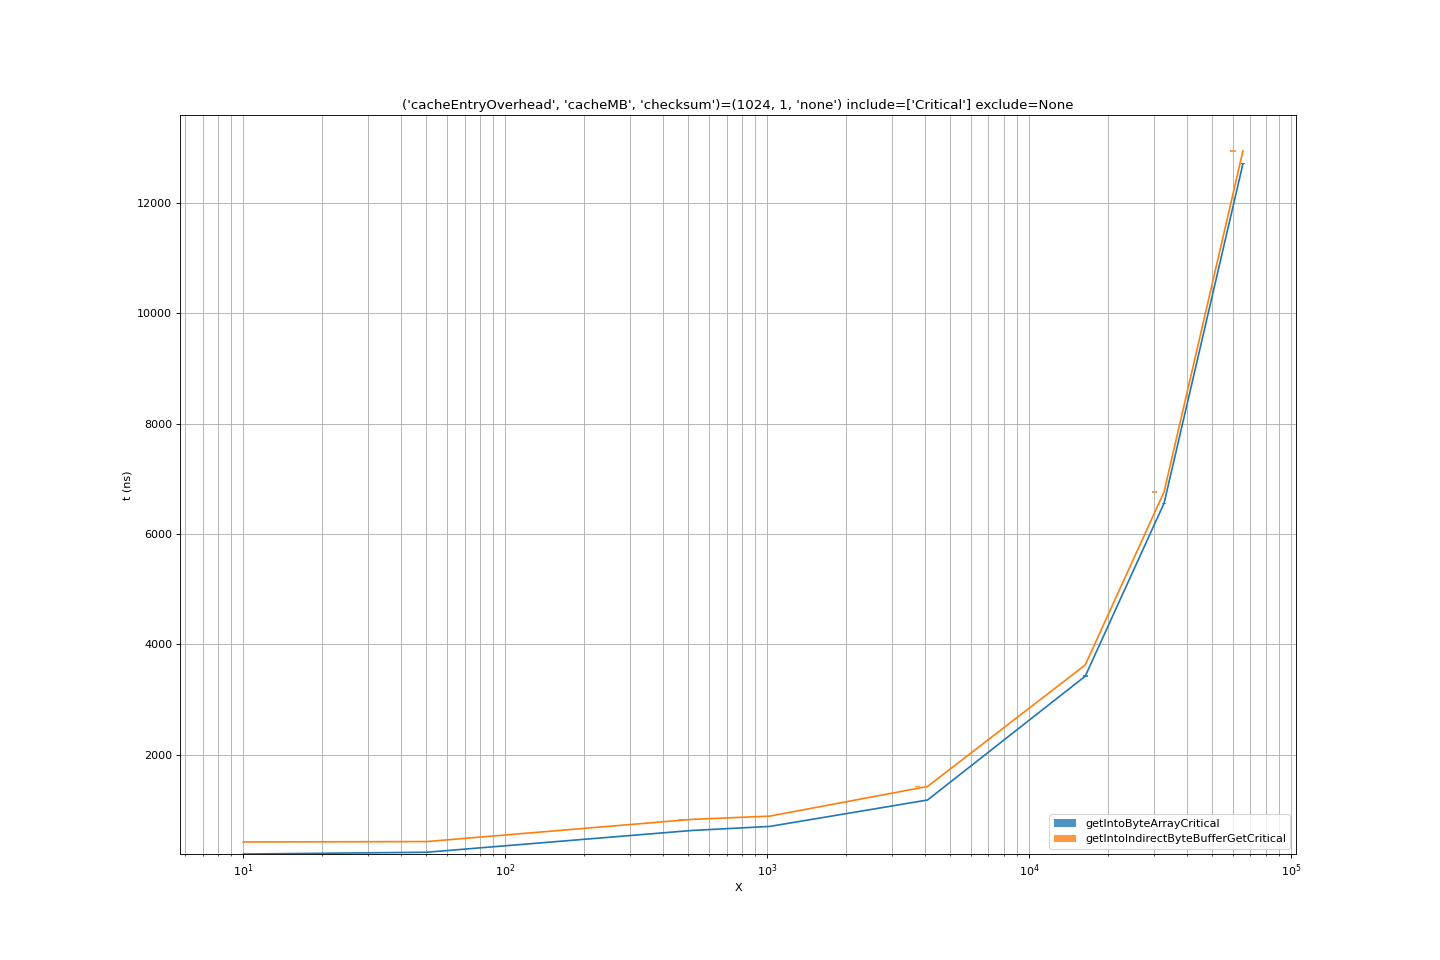 ('cacheEntryOverhead', 'cacheMB', 'checksum')=(1024, 1, 'none') include=['Critical'] exclude=None
12000
10000
8000
6000
4000
2000
t (ns)
10¹
10²
10³
10⁴
10⁵
X
getIntoByteArrayCritical
getIntoIndirectByteBufferGetCritical